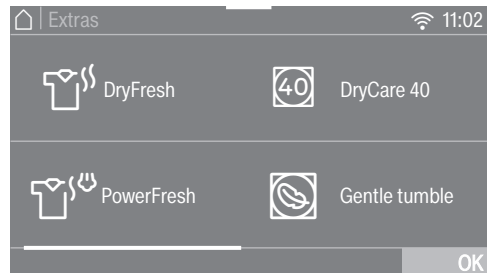 Extras 11:02
DryFresh
40 DryCare 40
PowerFresh
Gentle tumble
OK